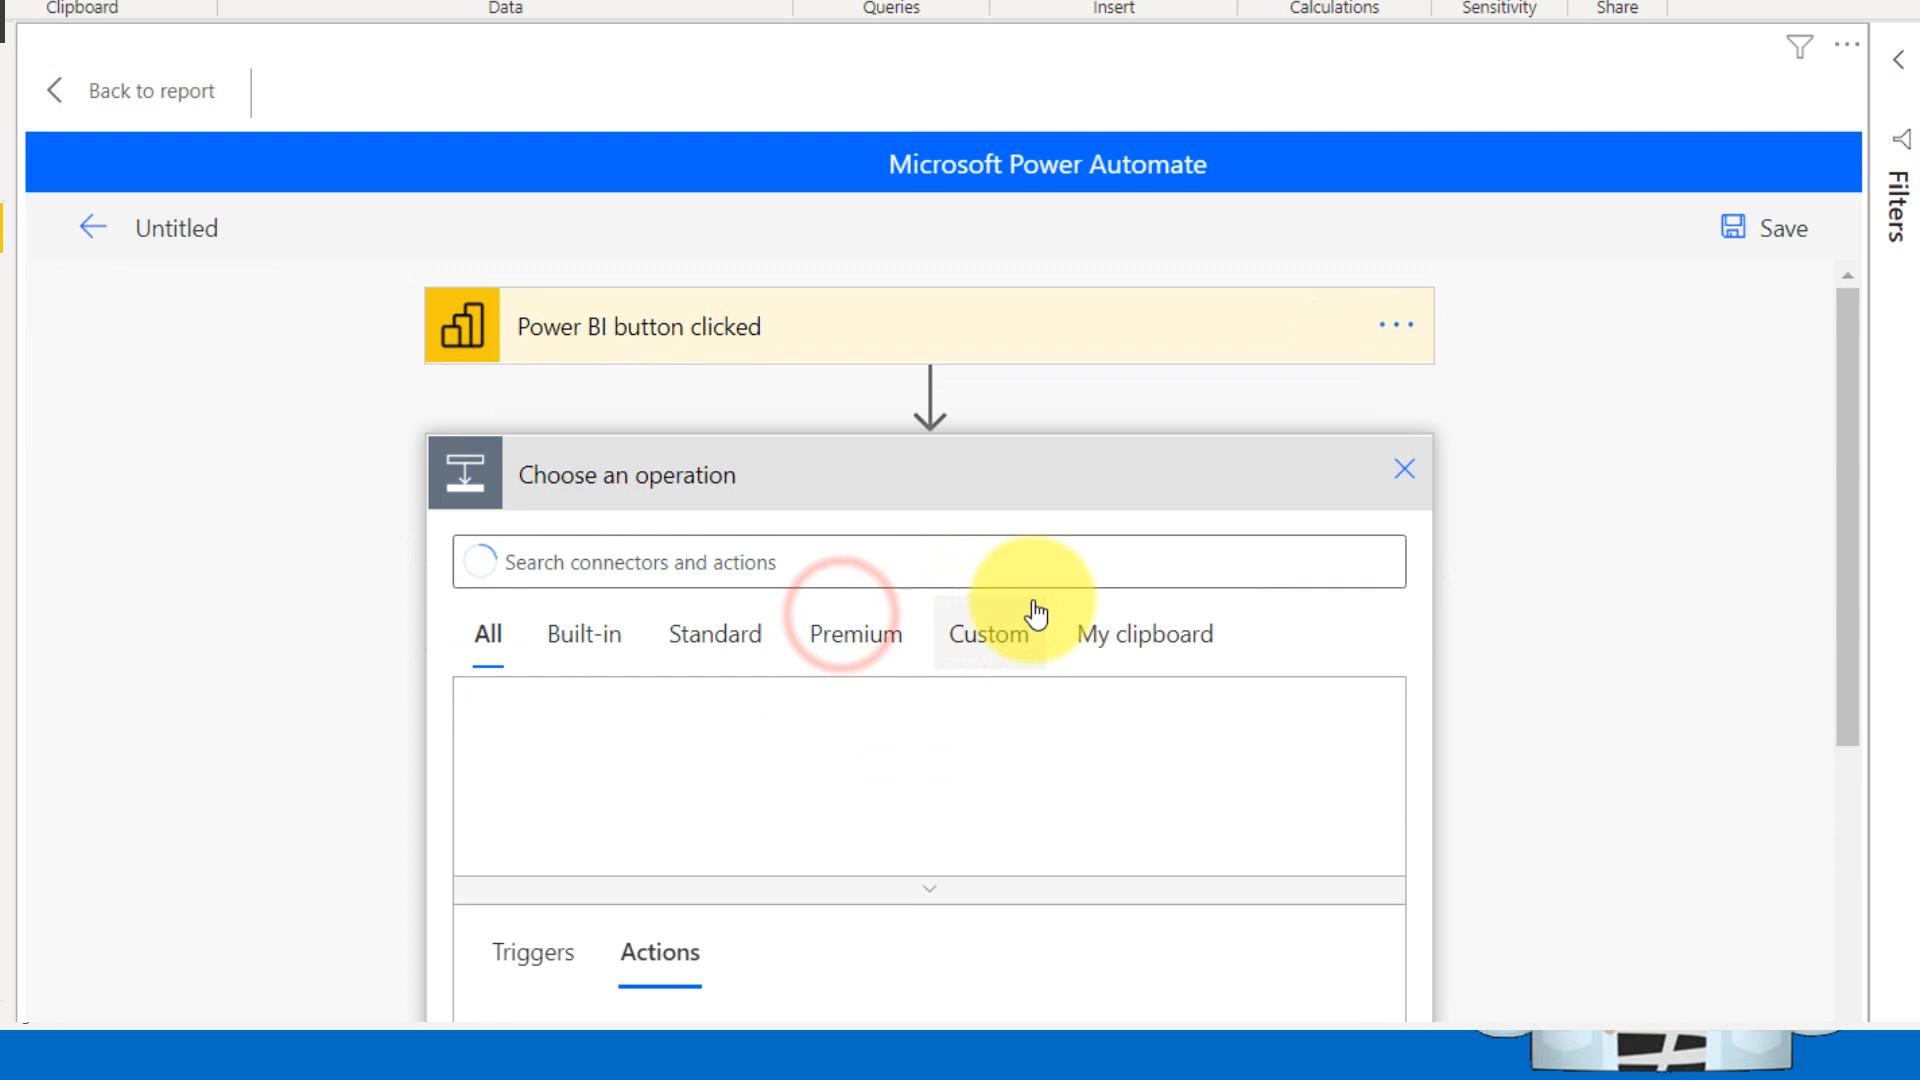 Clipboard Data Queries Insert Calculations Sensitivity Share
Back to report
Microsoft Power Automate
Untitled
Save
Filters
Power BI button clicked
Choose an operation
Search connectors and actions
All Built-in Standard Premium Custom My clipboard
Triggers Actions